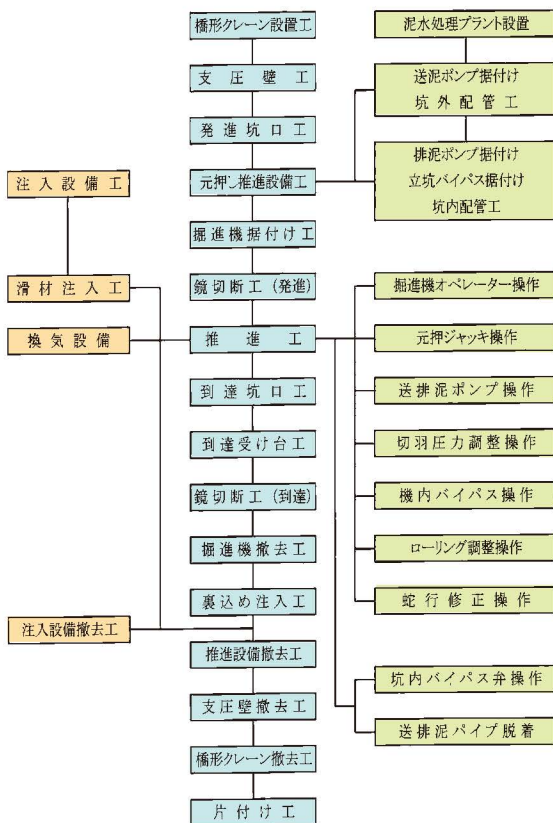 橋形クレーン設置工
支圧壁工
発進坑口工
元押し推進設備工
掘進機据付け工
鏡切断工(発進)
推進工
到達坑口工
到達受け台工
鏡切断工(到達)
掘進機撤去工
裏込め注入工
推進設備撤去工
支圧壁撤去工
橋形クレーン撤去工
片付け工
注入設備工
滑材注入工
換気設備
注入設備撤去工
泥水処理プラント設置
送泥ポンプ据付け
坑外配管工
排泥ポンプ据付け
立坑バイパス据付け
坑内配管工
掘進機オペレーター操作
元押ジャッキ操作
送排泥ポンプ操作
切羽圧力調整操作
機内バイパス操作
ローリング調整操作
蛇行修正操作
坑内バイパス弁操作
送排泥パイプ脱着